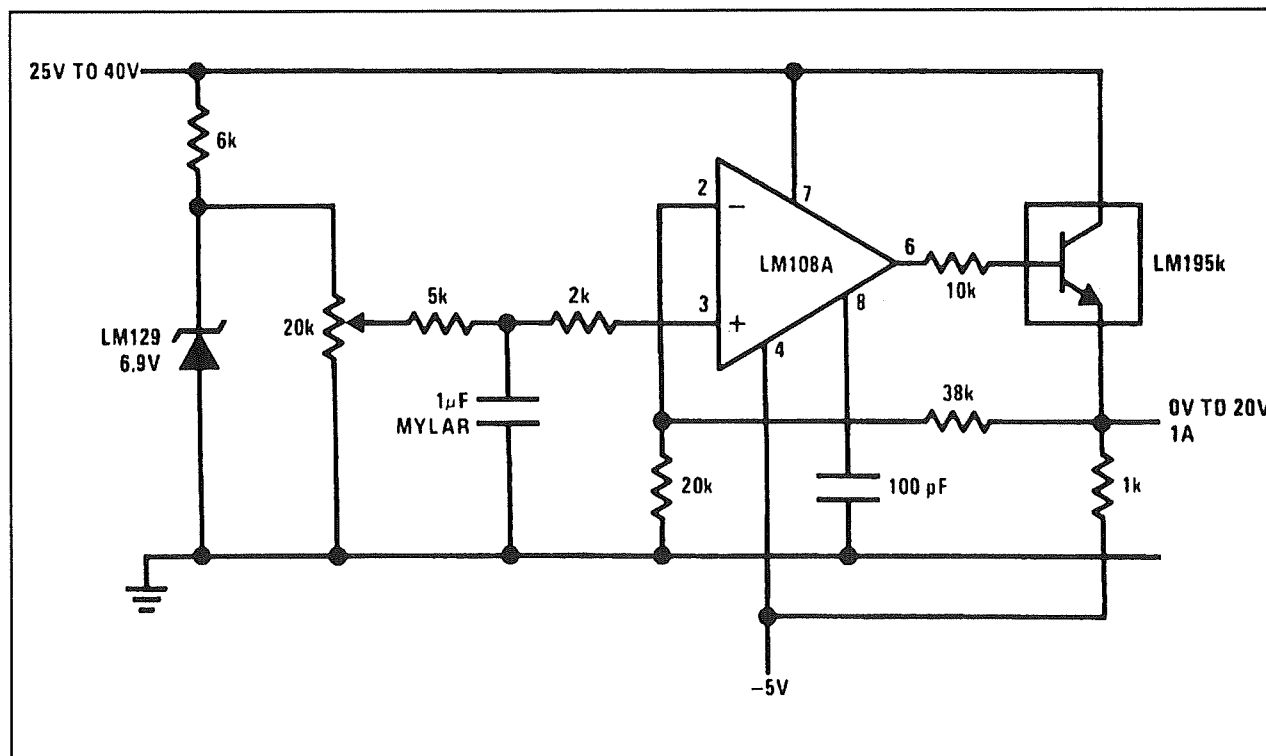 25V TO 40V
6k
2
7
LM108A
6
LM195k
10k
8
LM129
6.9V
20k
5k
2k
3
4
1μF
MYLAR
38k
0V TO 20V
1A
20k
100 pF
1k
−5V
−
+